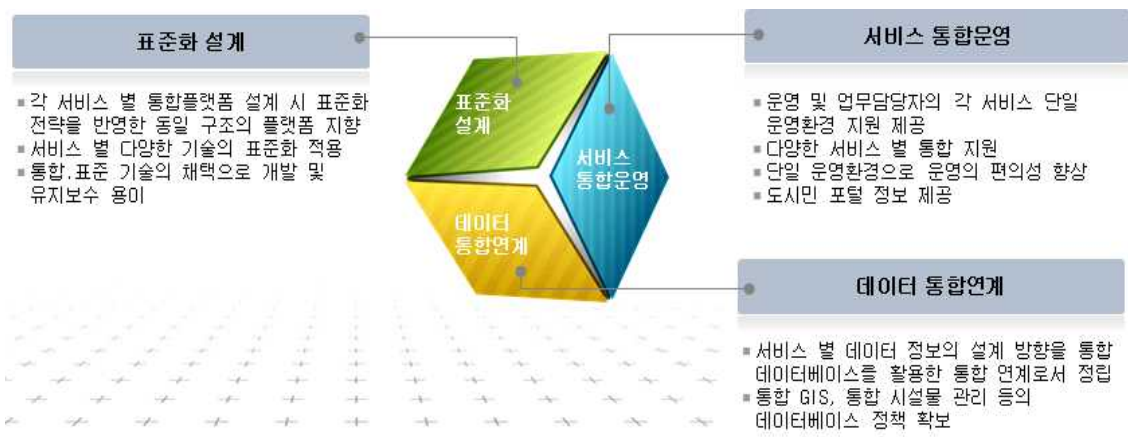 표준화 설계
▪각 서비스 별 통합플랫폼 설계 시 표준화
전략을 반영한 동일 구조의 플랫폼 지향
▪서비스 별 다양한 기술의 표준화 적용
▪통합.표준 기술의 채택으로 개발 및
유지보수 용이
표준화
설계
서비스
통합운영
데이터
통합연계
서비스 통합운영
▪운영 및 업무담당자의 각 서비스 단일
운영환경 지원 제공
▪다양한 서비스 별 통합 지원
▪단일 운영환경으로 운영의 편의성 향상
▪도시민 포털 정보 제공
데이터 통합연계
▪서비스 별 데이터 정보의 설계 방향을 통합
데이터베이스를 활용한 통합 연계로서 정립
▪통합 GIS, 통합 시설물 관리 등의
데이터베이스 정책 확보